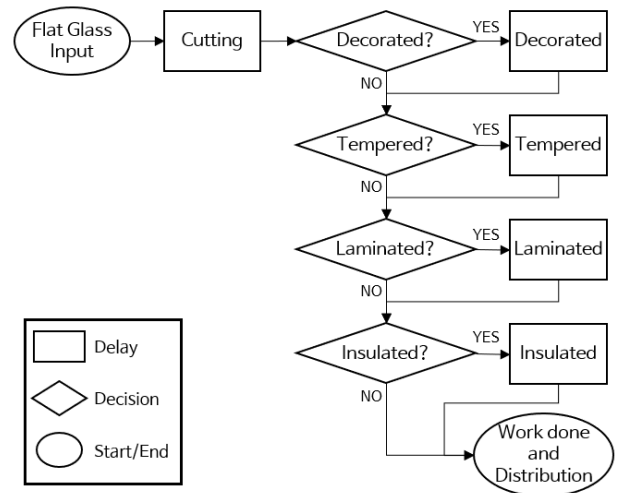 Flat Glass
Input
Cutting
Decorated?
YES
Decorated
NO
Tempered?
YES
Tempered
NO
Laminated?
YES
Laminated
NO
Insulated?
YES
Insulated
NO
Work done
and
Distribution
Delay
Decision
Start/End